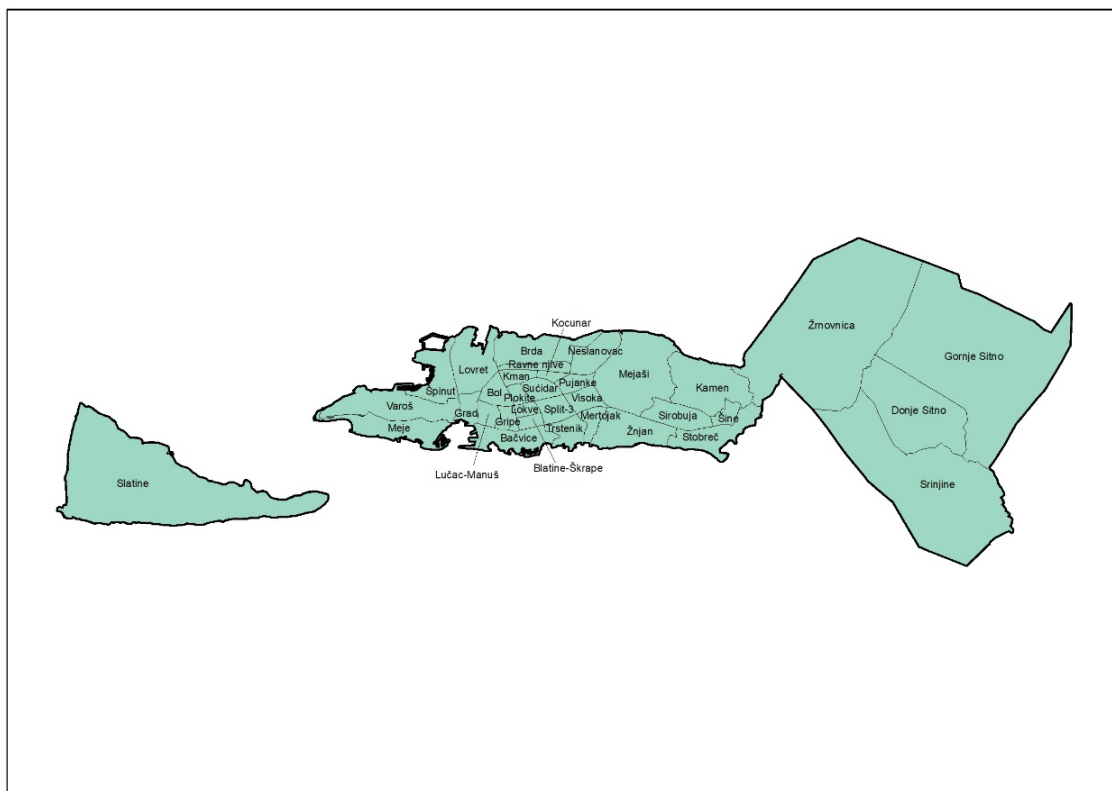 Kocunar
Žrnovnica
Brda
Neslanovac
Gornje Sitno
Ravne njive
Lovret
Mejaši
Kman
Pujanke
Kamen
Sućidar
Spinut
Bol
Plokite
Visoka
Varoš
Donje Sitno
Lokve
Split-3
Grad
Mertojak
Sirobuja
Šine
Gripe
Meje
Trstenik
Žnjan
Bačvice
Stobreč
Blatine-Škrape
Lučac-Manuš
Slatine
Srinjine